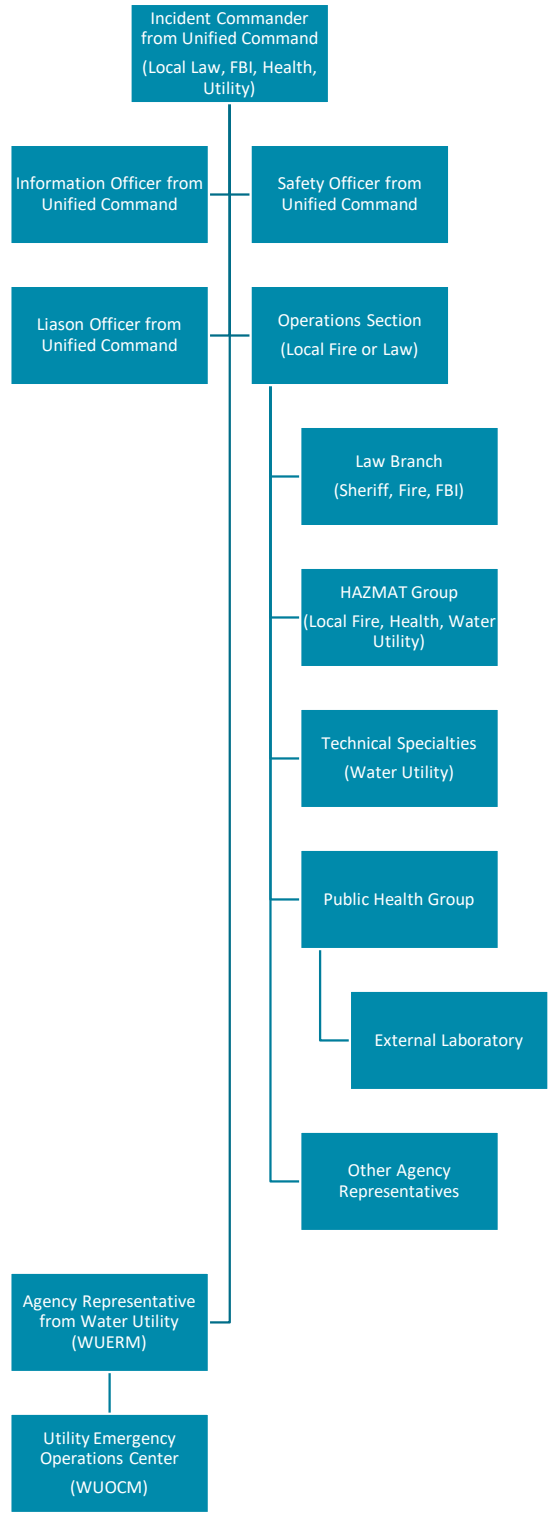 Incident Commander
from Unified Command
(Local Law, FBI, Health,
Utility)
Information Officer from
Unified Command
Safety Officer from
Unified Command
Liason Officer from
Unified Command
Operations Section
(Local Fire or Law)
Law Branch
(Sheriff, Fire, FBI)
HAZMAT Group
(Local Fire, Health, Water
Utility)
Technical Specialties
(Water Utility)
Public Health Group
External Laboratory
Other Agency
Representatives
Agency Representative
from Water Utility
(WUERM)
Utility Emergency
Operations Center
(WUOCM)